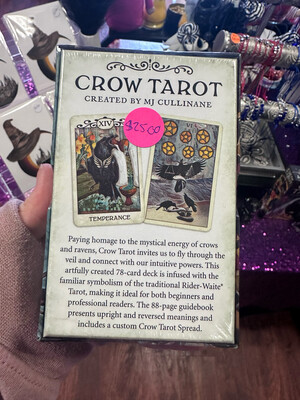 CROW TAROT
CREATED BY MJ CULLINANE
XIV
$25.00
VI
TEMPERANCE
Paying homage to the mystical energy of crows
and ravens, Crow Tarot invites us to fly through the
veil and connect with our intuitive powers. This
artfully created 78-card deck is infused with the
familiar symbolism of the traditional Rider-Waite®
Tarot, making it ideal for both beginners and
professional readers. The 88-page guidebook
presents upright and reversed meanings and
includes a custom Crow Tarot Spread.